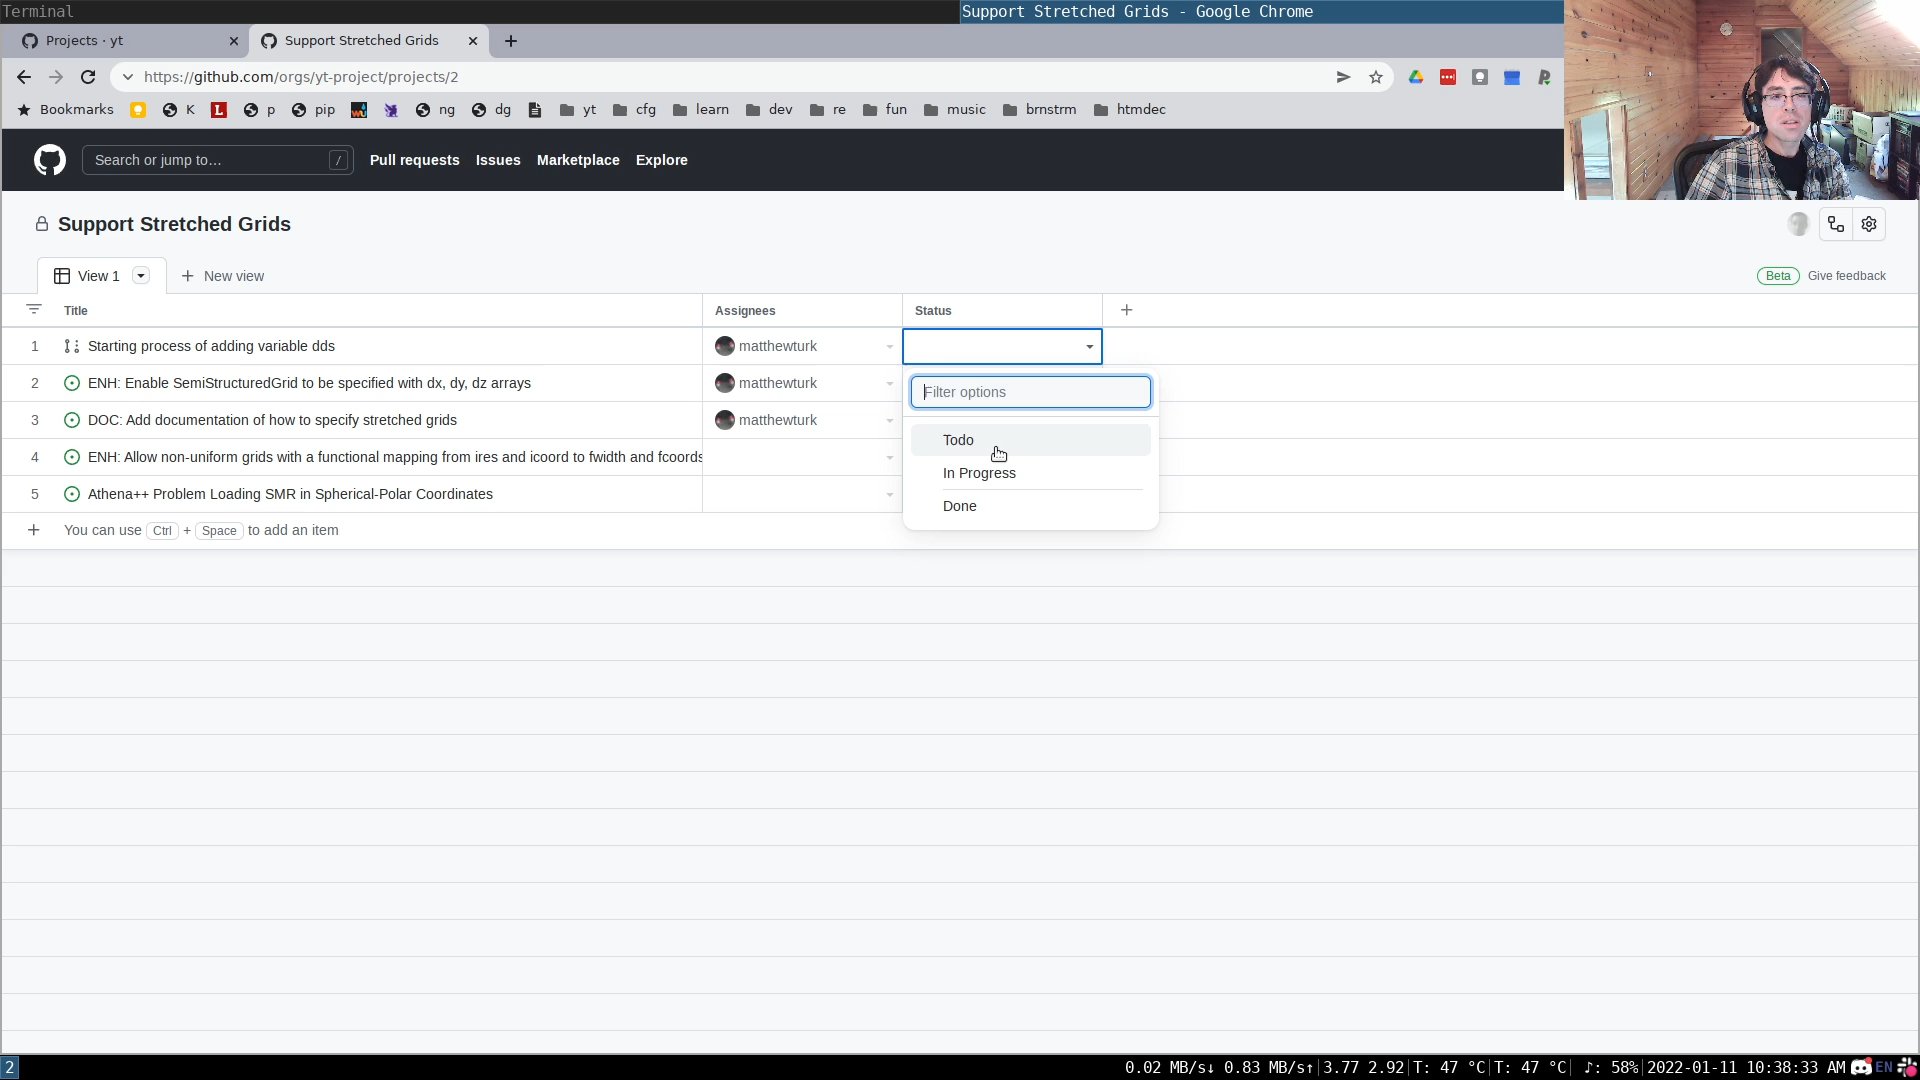 Terminal
Support Stretched Grids - Google Chrome
Projects · yt
Support Stretched Grids
https://github.com/orgs/yt-project/projects/2
Bookmarks K L p pip ng dg yt cfg learn dev re fun music brnstrm htmdec
Search or jump to… /
Pull requests Issues Marketplace Explore
Support Stretched Grids
View 1 New view
Beta Give feedback
Title Assignees Status
1 Starting process of adding variable dds matthewturk
2 ENH: Enable SemiStructuredGrid to be specified with dx, dy, dz arrays matthewturk
Filter options
3 DOC: Add documentation of how to specify stretched grids matthewturk
Todo
4 ENH: Allow non-uniform grids with a functional mapping from ires and icoord to fwidth and fcoords
In Progress
5 Athena++ Problem Loading SMR in Spherical-Polar Coordinates
Done
You can use Ctrl + Space to add an item
2 0.02 MB/s↓ 0.83 MB/s↑|3.77 2.92|T: 47 °C|T: 47 °C| ♪: 58%|2022-01-11 10:38:33 AM EN